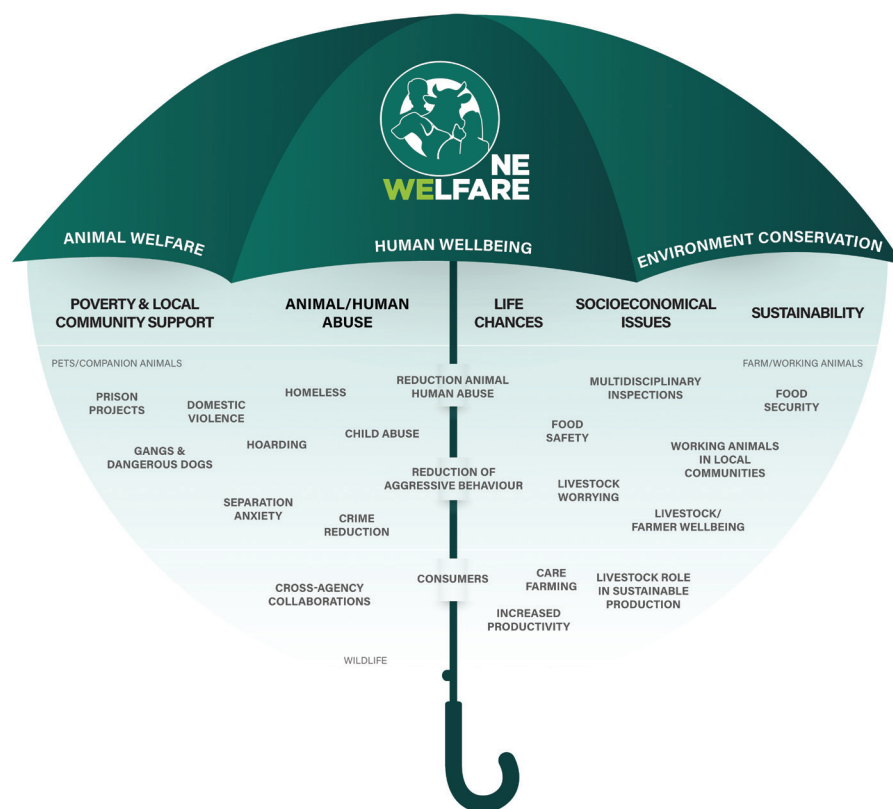 NE
WELFARE
ANIMAL WELFARE
HUMAN WELLBEING
ENVIRONMENT CONSERVATION
POVERTY & LOCAL
COMMUNITY SUPPORT
ANIMAL/HUMAN
ABUSE
LIFE
CHANCES
SOCIOECONOMICAL
ISSUES
SUSTAINABILITY
PETS/COMPANION ANIMALS
FARM/WORKING ANIMALS
PRISON
PROJECTS
DOMESTIC
VIOLENCE
HOMELESS
REDUCTION ANIMAL
HUMAN ABUSE
MULTIDISCIPLINARY
INSPECTIONS
FOOD
SECURITY
GANGS &
DANGEROUS DOGS
HOARDING
CHILD ABUSE
FOOD
SAFETY
WORKING ANIMALS
IN LOCAL
COMMUNITIES
REDUCTION OF
AGGRESSIVE BEHAVIOUR
LIVESTOCK
WORRYING
SEPARATION
ANXIETY
CRIME
REDUCTION
LIVESTOCK/
FARMER WELLBEING
CROSS-AGENCY
COLLABORATIONS
CONSUMERS
CARE
FARMING
LIVESTOCK ROLE
IN SUSTAINABLE
PRODUCTION
INCREASED
PRODUCTIVITY
WILDLIFE